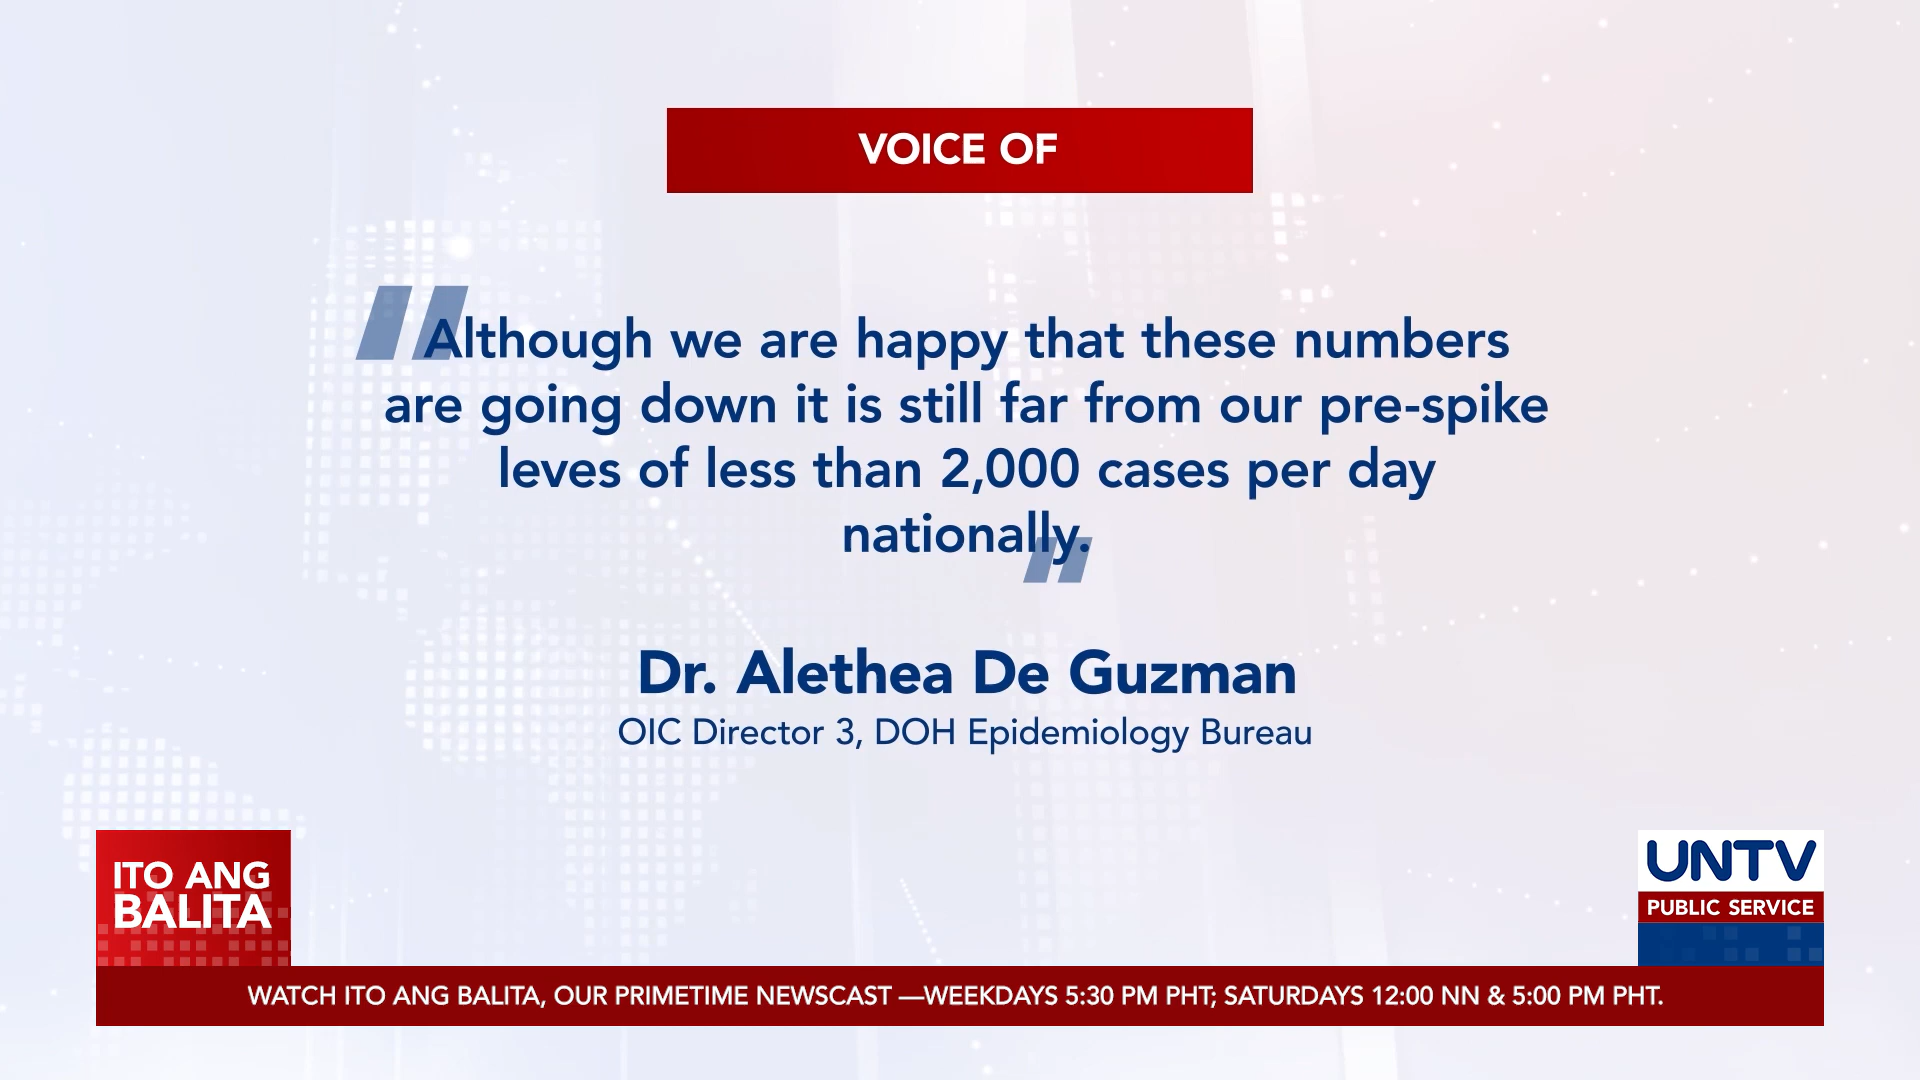 VOICE OF
"Although we are happy that these numbers
are going down it is still far from our pre-spike
leves of less than 2,000 cases per day
nationally."
Dr. Alethea De Guzman
OIC Director 3, DOH Epidemiology Bureau
ITO ANG
BALITA
UNTV
PUBLIC SERVICE
WATCH ITO ANG BALITA, OUR PRIMETIME NEWSCAST —WEEKDAYS 5:30 PM PHT; SATURDAYS 12:00 NN & 5:00 PM PHT.